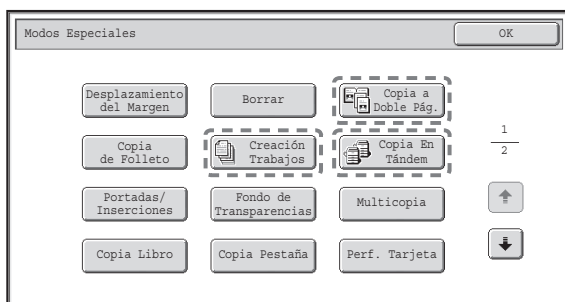 Modos Especiales
OK
Desplazamiento
del Margen
Borrar
Copia a
Doble Pág.
Copia
de Folleto
Creación
Trabajos
Copia En
Tándem
1
2
Portadas/
Inserciones
Fondo de
Transparencias
Multicopia
Copia Libro
Copia Pestaña
Perf. Tarjeta